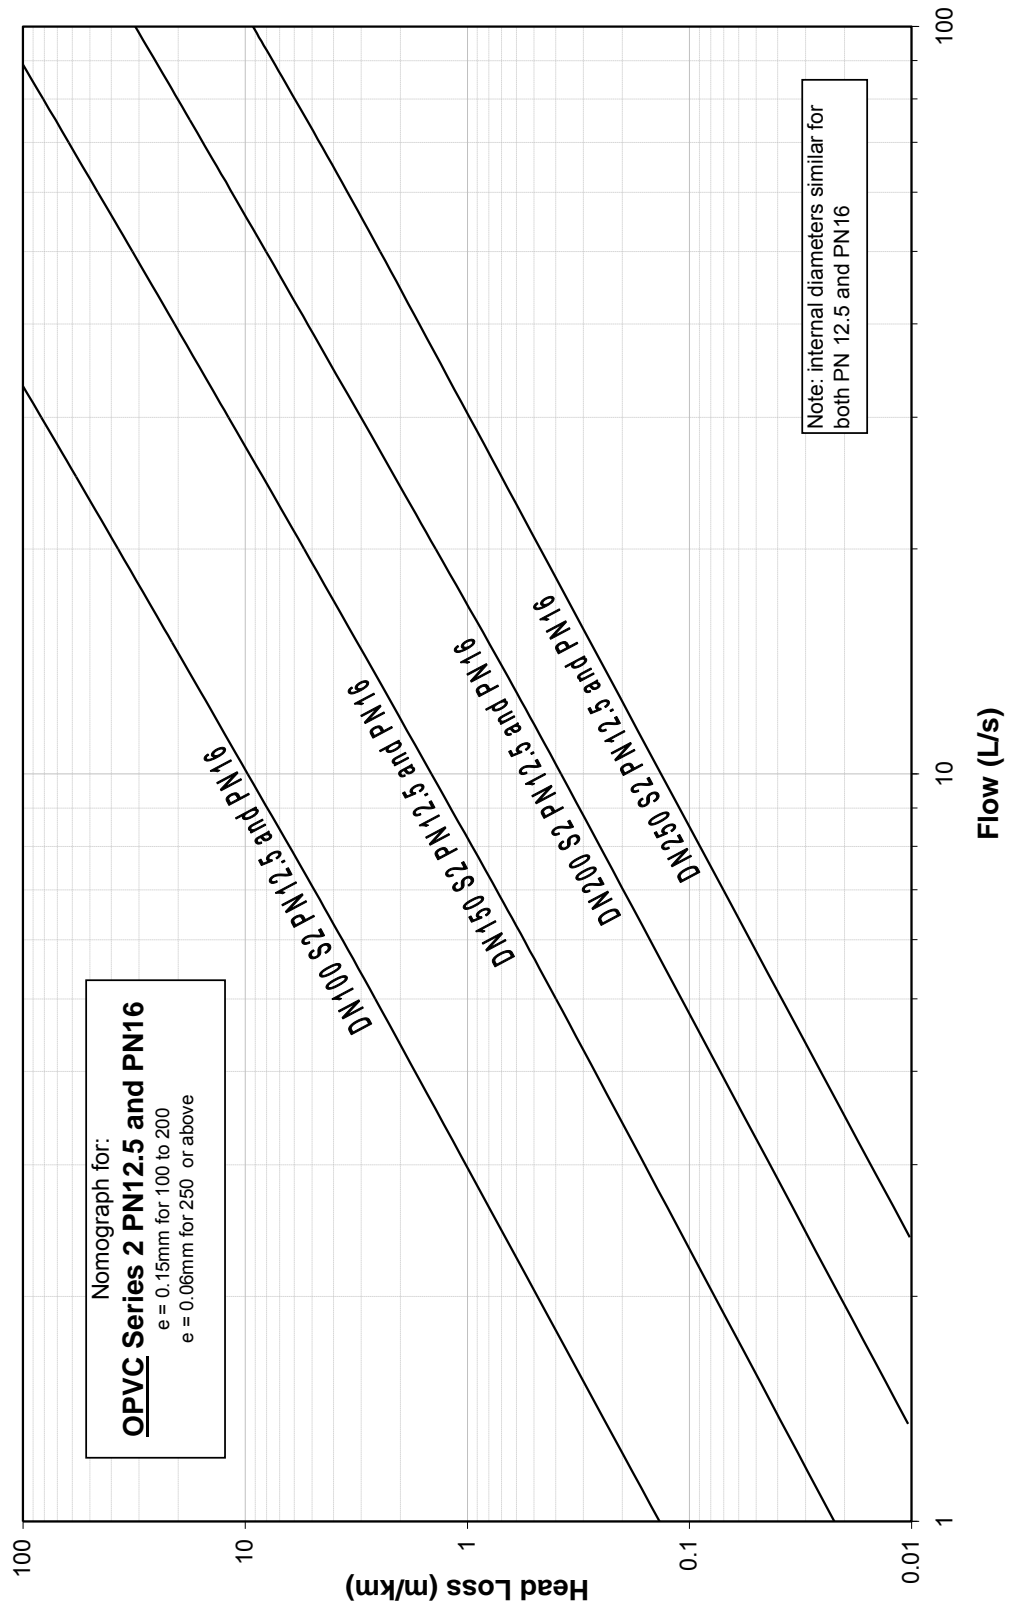 Nomograph for:
OPVC Series 2 PN12.5 and PN16
e = 0.15mm for 100 to 200
e = 0.06mm for 250 or above
DN100 S2 PN12.5 and PN16
DN150 S2 PN12.5 and PN16
DN200 S2 PN12.5 and PN16
DN250 S2 PN12.5 and PN16
Note: internal diameters similar for
both PN 12.5 and PN16
Head Loss (m/km)
100
10
1
0.1
0.01
1
10
100
Flow (L/s)